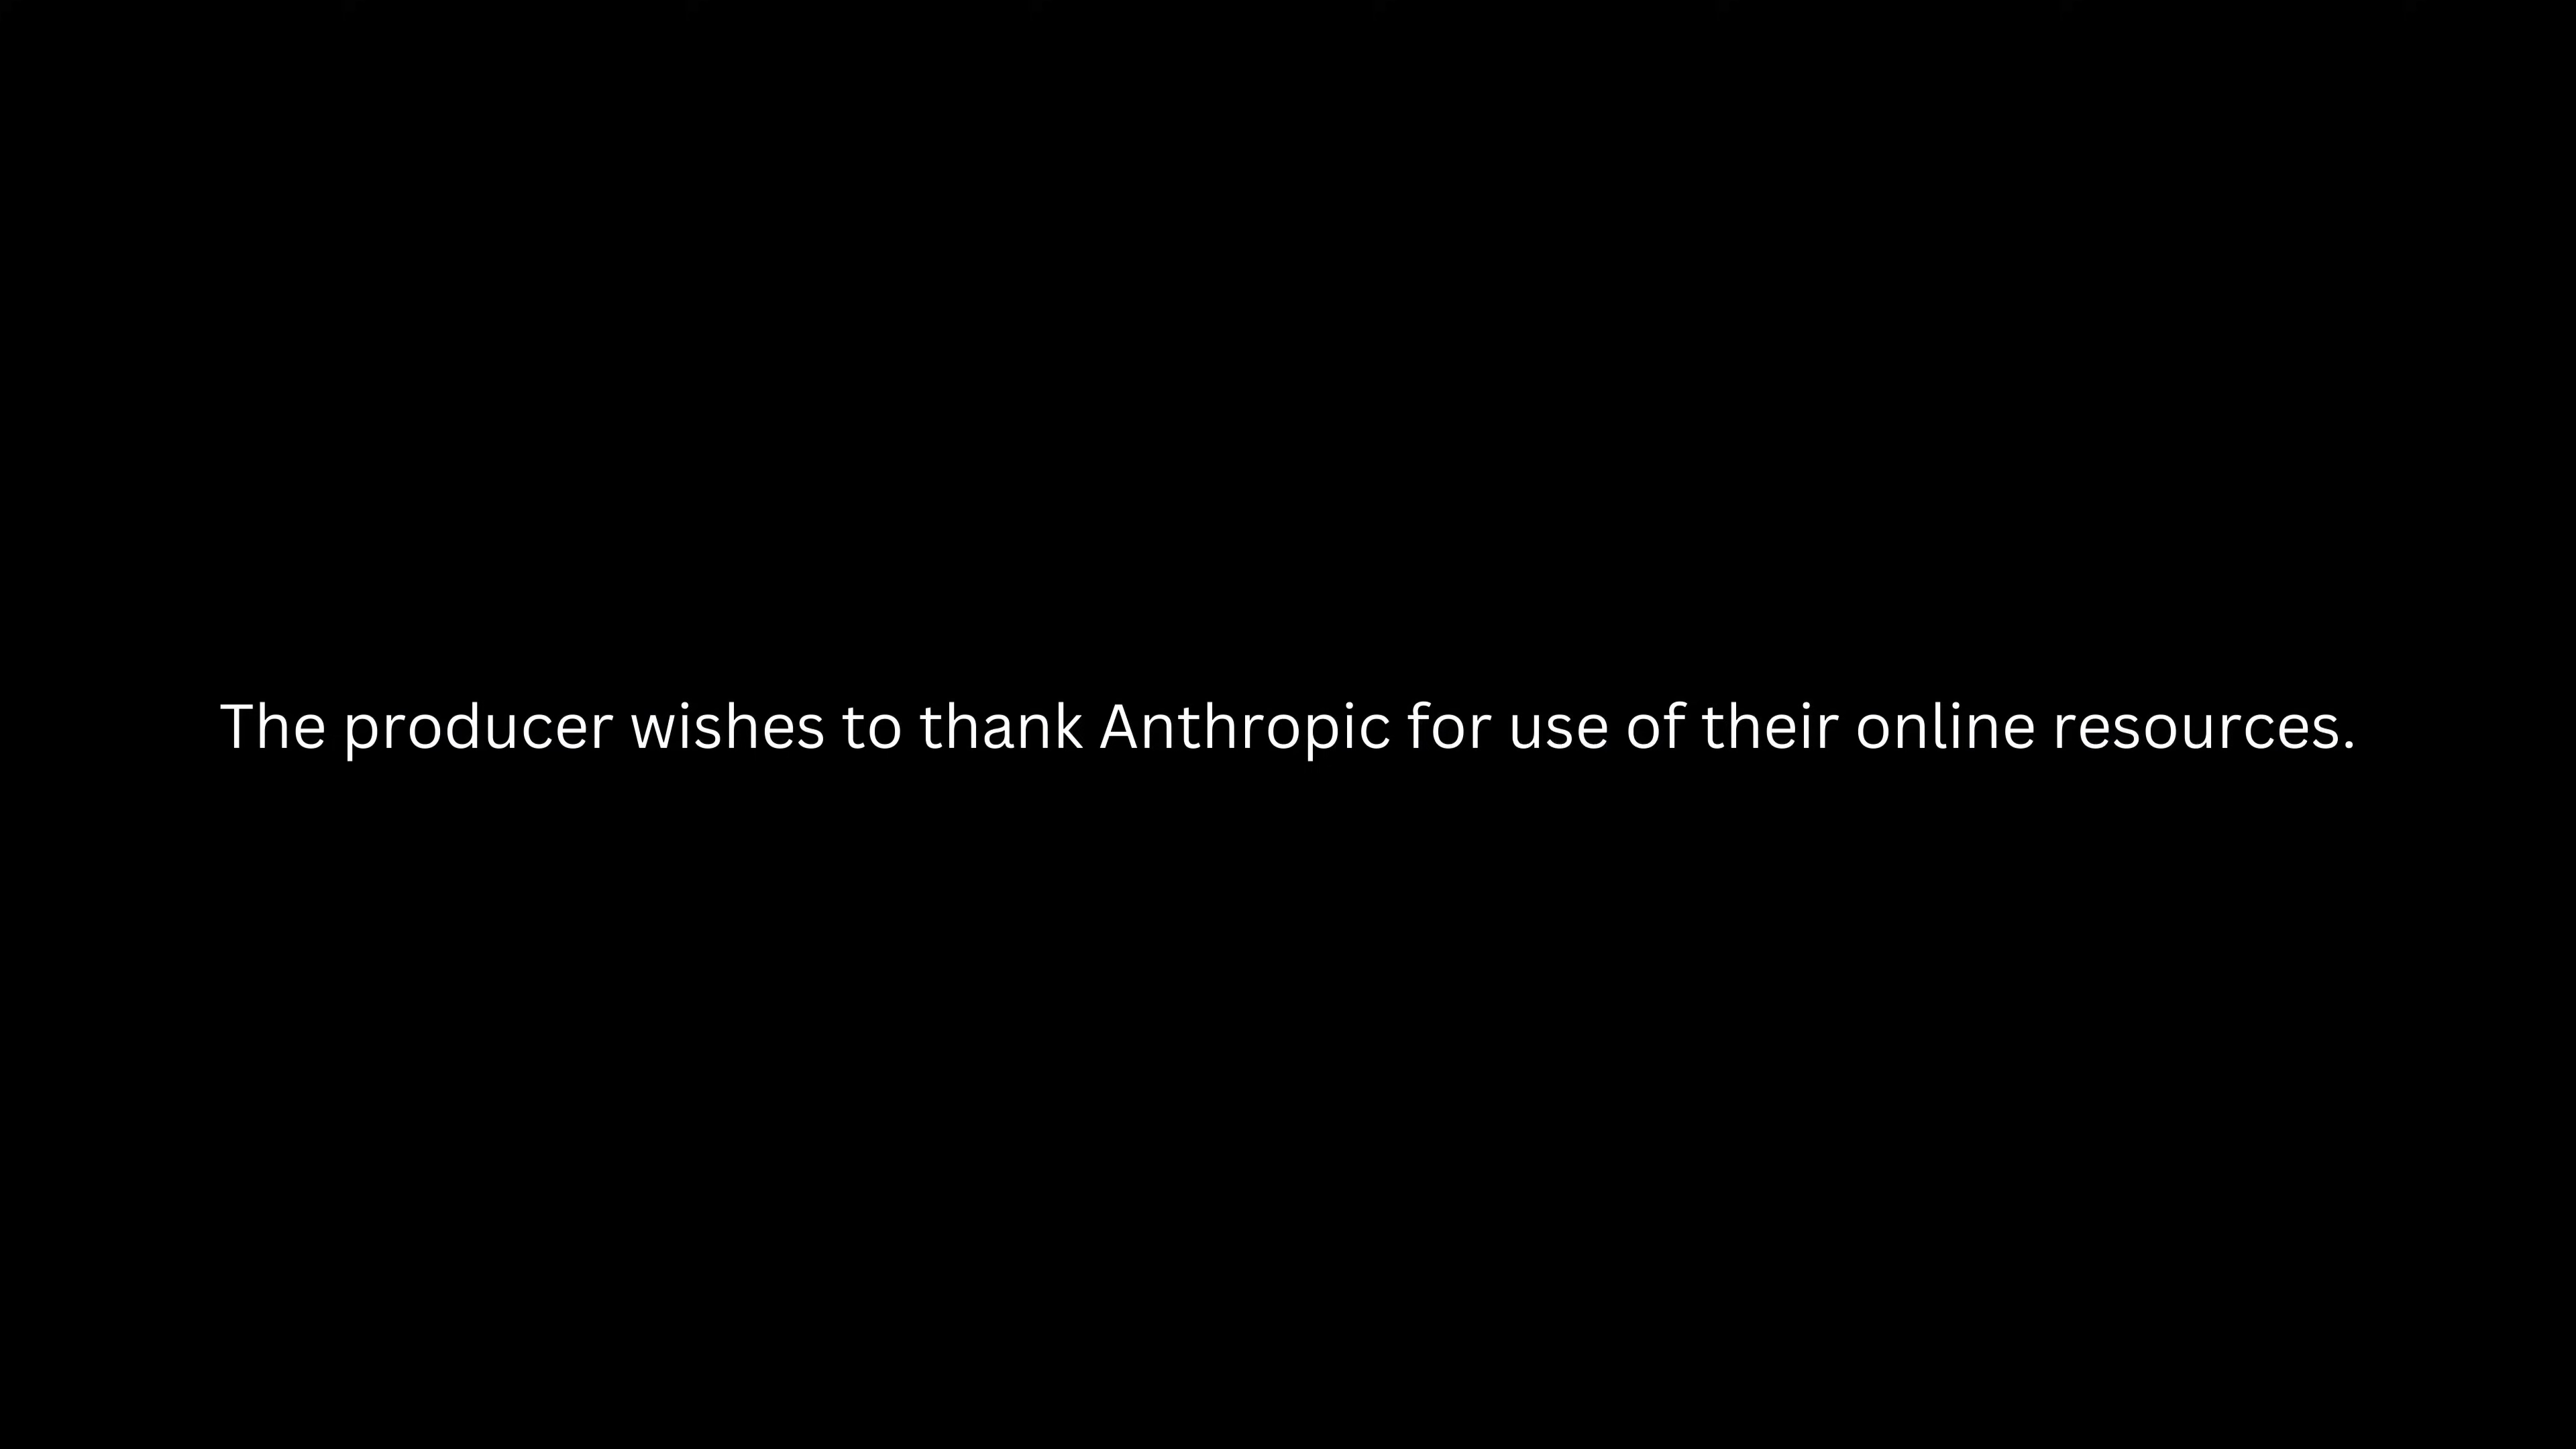 The producer wishes to thank Anthropic for use of their online resources.